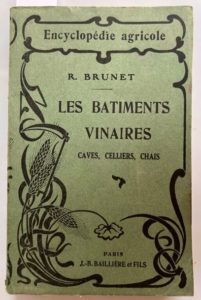 Encyclopédie agricole
R. BRUNET
LES BATIMENTS
VINAIRES
CAVES, CELLIERS, CHAIS
PARIS
J.-B. BAILLIÈRE et FILS